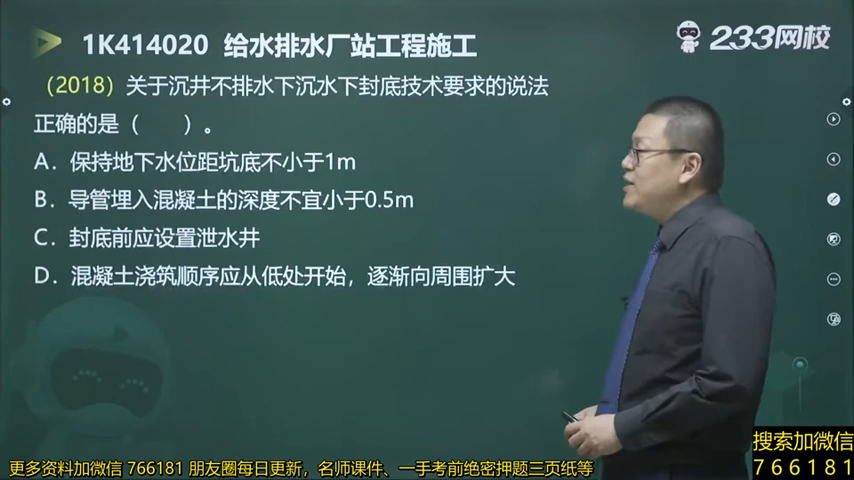 1K414020 给水排水厂站工程施工
233网校
（2018）关于沉井不排水下沉水下封底技术要求的说法
正确的是（　　）。
A．保持地下水位距坑底不小于1m
B．导管埋入混凝土的深度不宜小于0.5m
C．封底前应设置泄水井
D．混凝土浇筑顺序应从低处开始，逐渐向周围扩大
搜索加微信
766181
更多资料加微信 766181 朋友圈每日更新，名师课件、一手考前绝密押题三页纸等